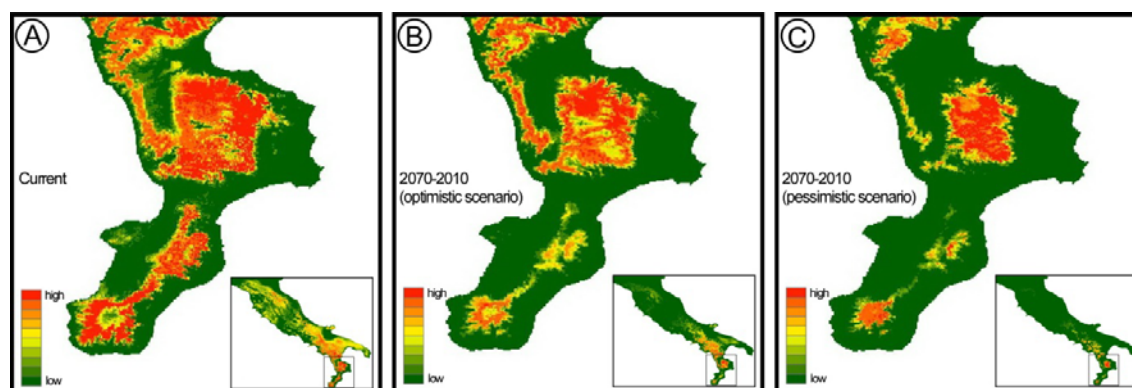 A
Current
high
low
B
2070-2010
(optimistic scenario)
high
low
C
2070-2010
(pessimistic scenario)
high
low